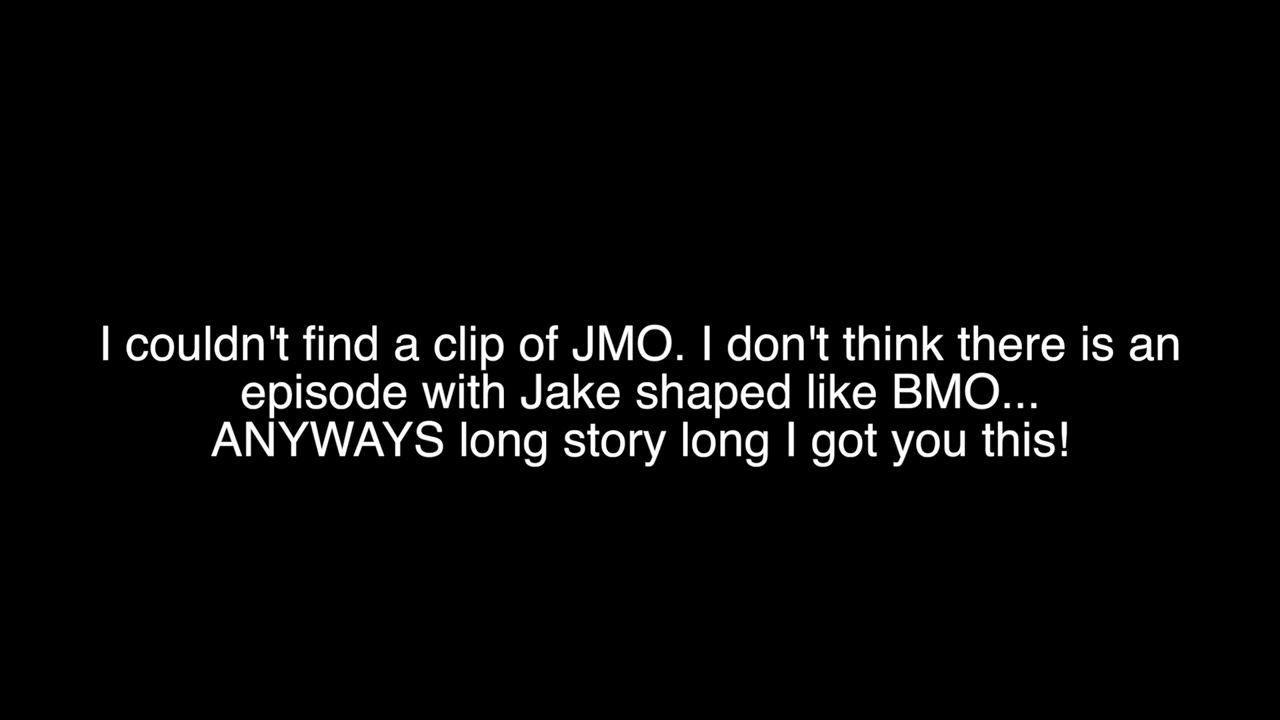 I couldn't find a clip of JMO. I don't think there is an
episode with Jake shaped like BMO...
ANYWAYS long story long I got you this!